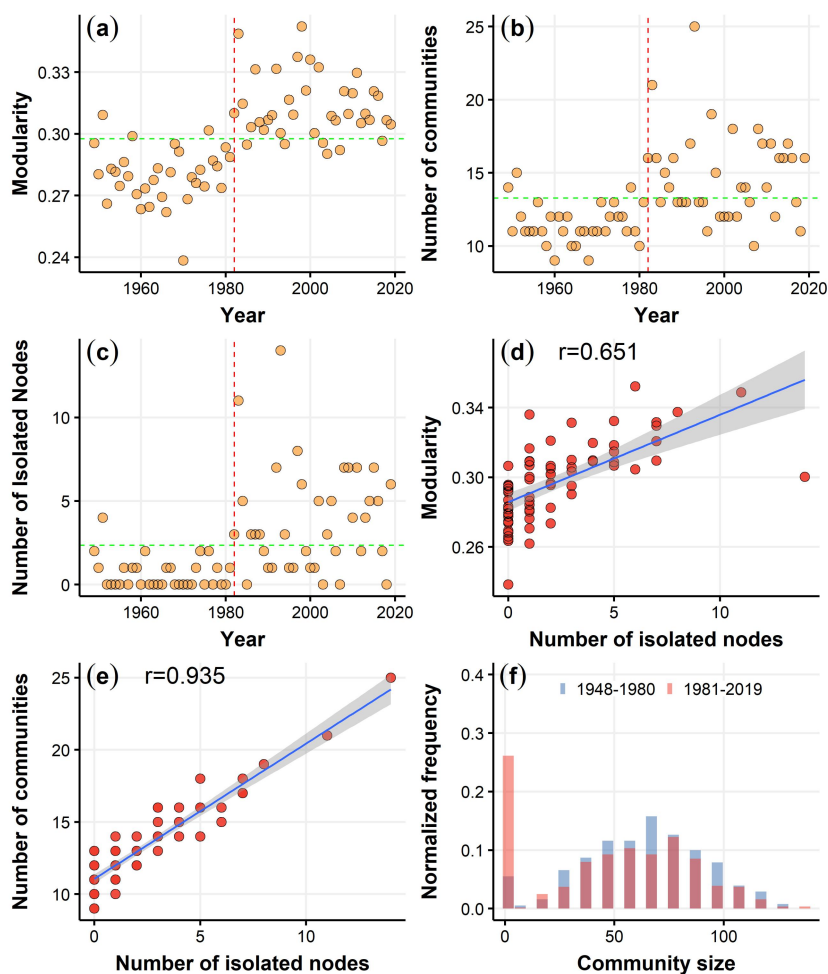 (a)
Modularity
0.33
0.30
0.27
0.24
1960
1980
2000
2020
Year
(b)
Number of communities
25
20
15
10
1960
1980
2000
2020
Year
(c)
Number of Isolated Nodes
10
5
0
1960
1980
2000
2020
Year
(d)
r=0.651
Modularity
0.34
0.30
0.26
0
5
10
Number of isolated nodes
(e)
r=0.935
Number of communities
25
20
15
10
0
5
10
Number of isolated nodes
(f)
1948-1980
1981-2019
Normalized frequency
0.4
0.3
0.2
0.1
0.0
0
50
100
Community size